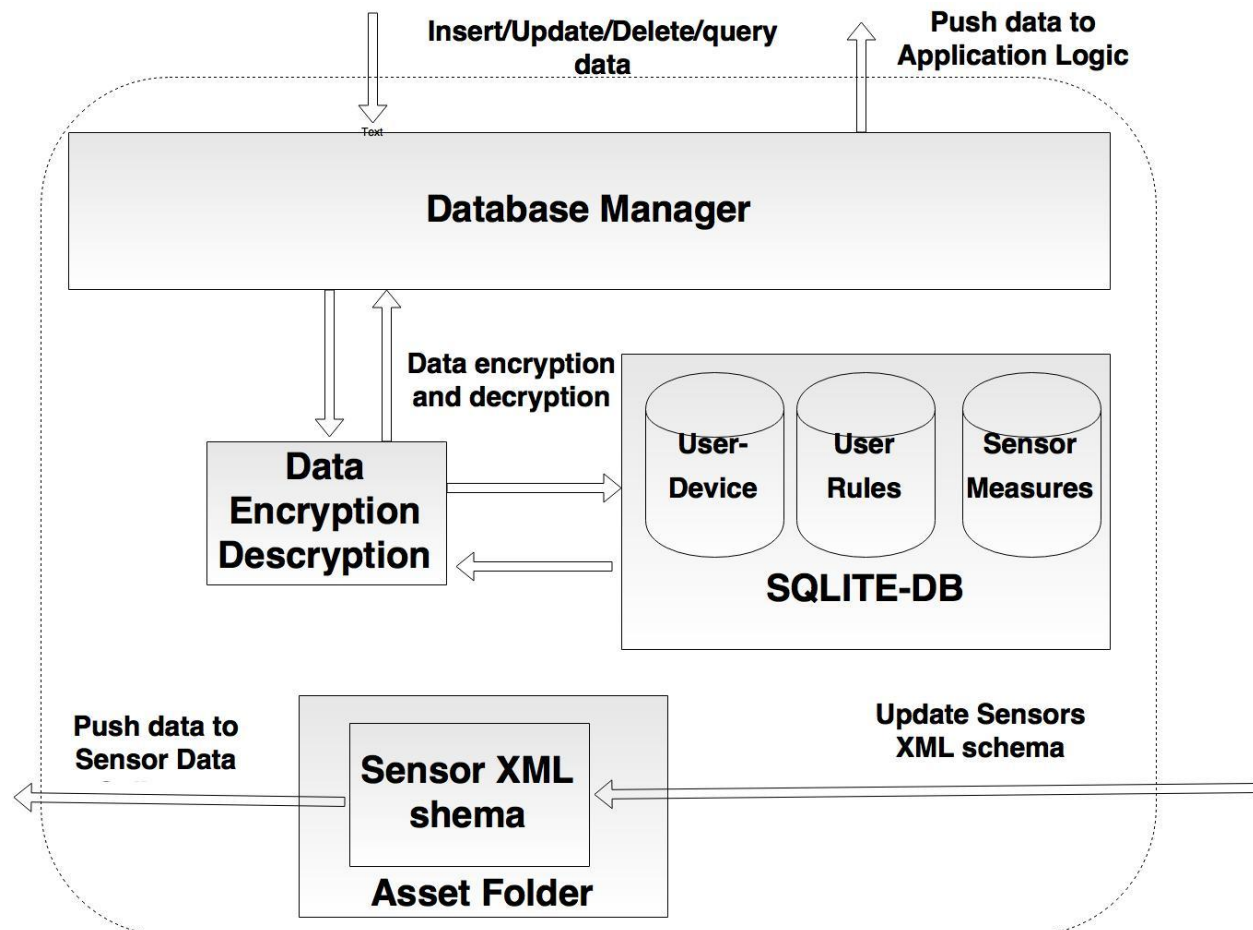 Insert/Update/Delete/query
data
Push data to
Application Logic
Text
Database Manager
Data encryption
and decryption
Data
Encryption
Descryption
User-
Device
User
Rules
Sensor
Measures
SQLITE-DB
Push data to
Sensor Data
Update Sensors
XML schema
Sensor XML
shema
Asset Folder